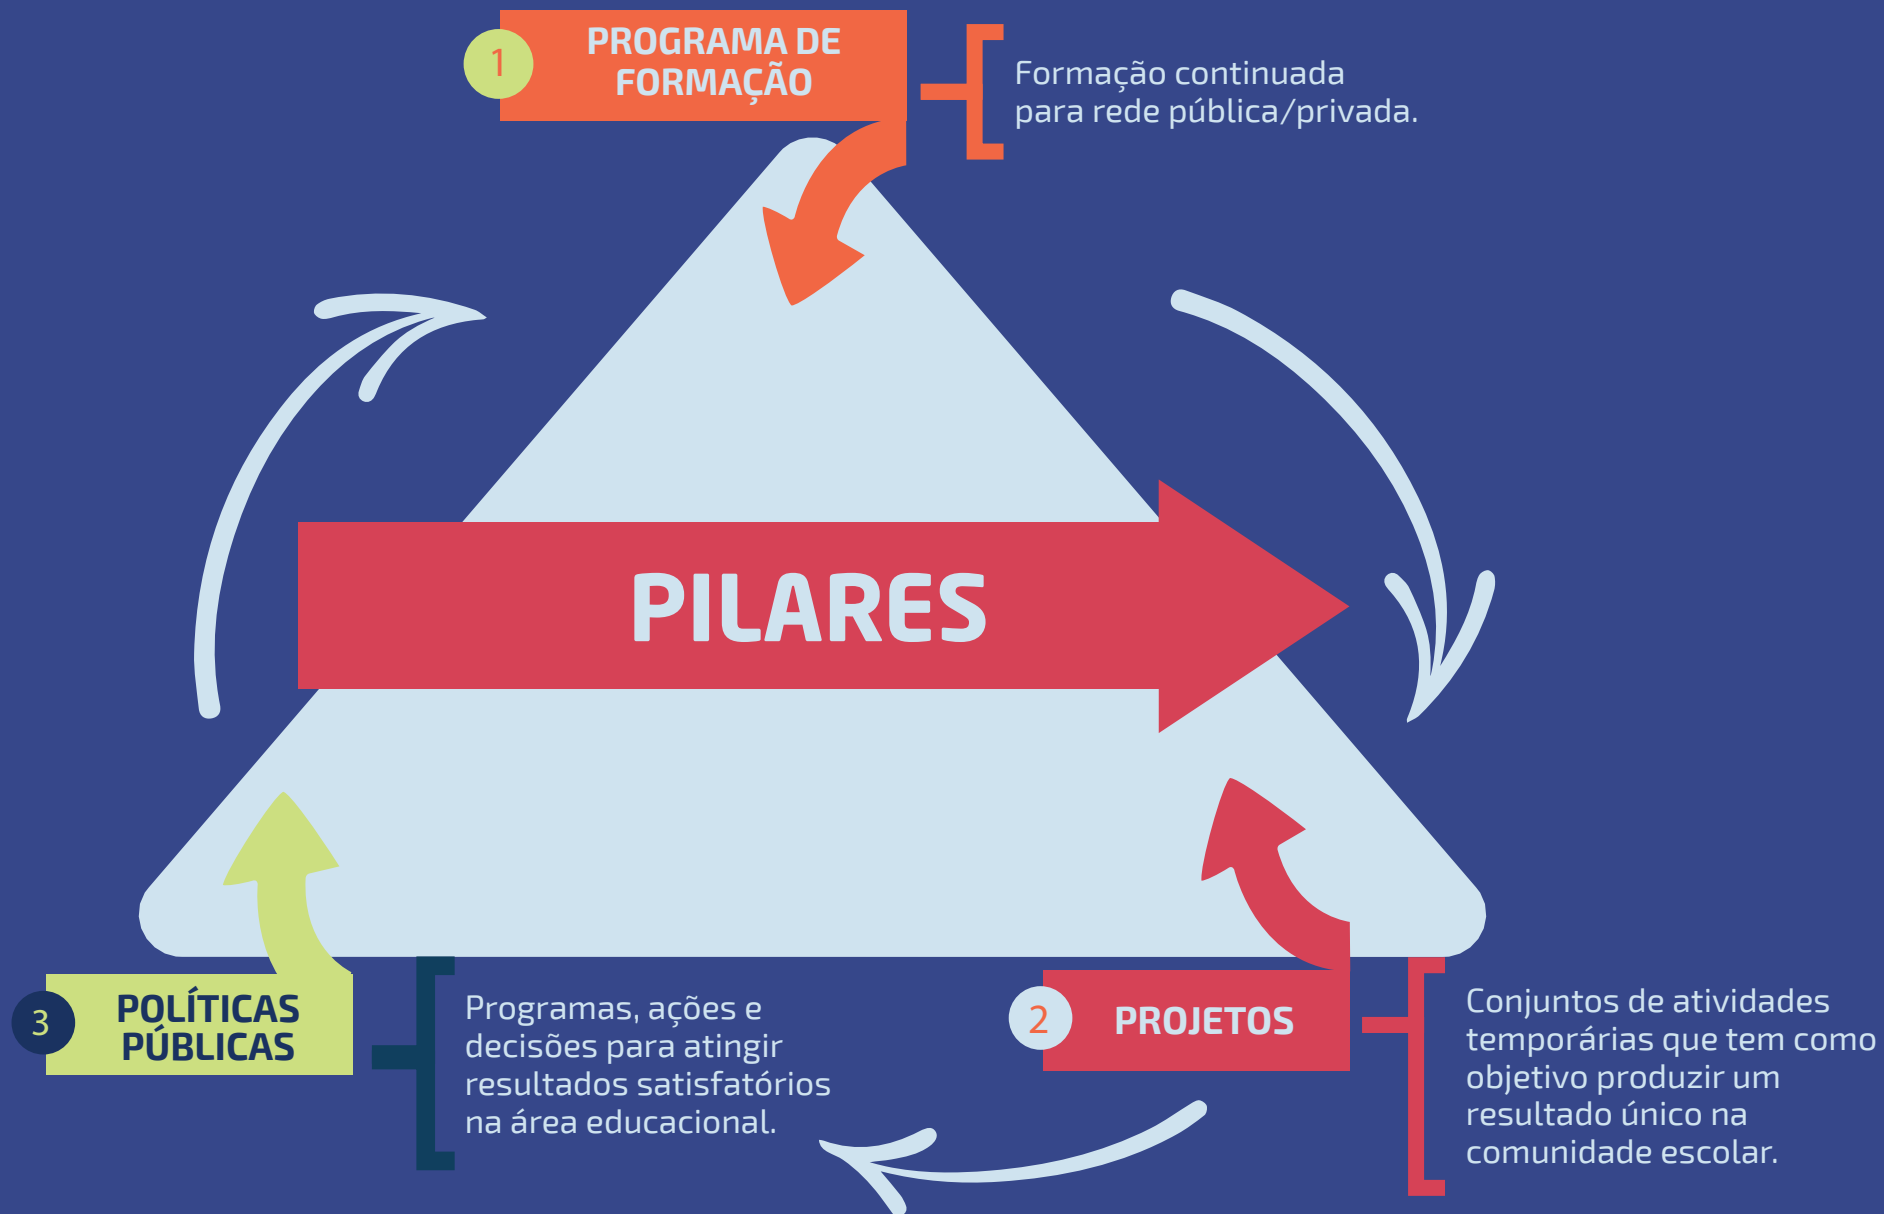 1
PROGRAMA DE
FORMAÇÃO
Formação continuada
para rede pública/privada.
PILARES
3
POLÍTICAS
PÚBLICAS
Programas, ações e
decisões para atingir
resultados satisfatórios
na área educacional.
2
PROJETOS
Conjuntos de atividades
temporárias que tem como
objetivo produzir um
resultado único na
comunidade escolar.